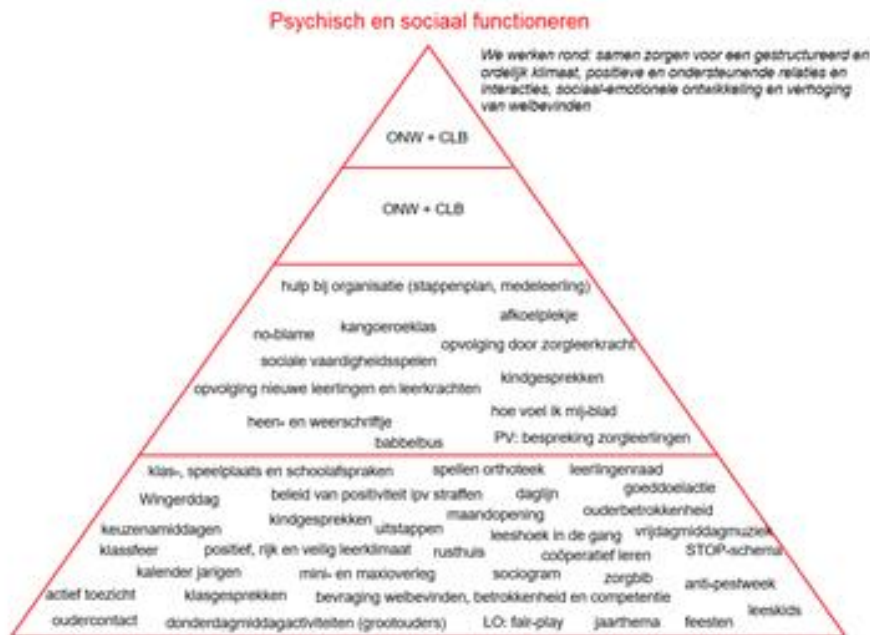 Psychisch en sociaal functioneren
We werken rond: samen zorgen voor een gestructureerd en
ordelijk klimaat, positieve en ondersteunende relaties en
interacties, sociaal-emotionele ontwikkeling en verhoging
van welbevinden
ONW + CLB
ONW + CLB
hulp bij organisatie (stappenplan, medeleerling)
afkoelplekje
no-blame
kangoeroeklas
opvolging door zorgleerkracht
sociale vaardigheidsspelen
kindgesprekken
opvolging nieuwe leerlingen en leerkrachten
hoe voel ik mij-blad
heen- en weerschriftje
babbelbus
PV: bespreking zorgleerlingen
klas-, speelplaats en schoolafspraken
spellen orthoteek
leerlingenraad
goeddoelactie
Wingerddag
beleid van positiviteit ipv straffen
daglijn
ouderbetrokkenheid
keuzenamiddagen
kindgesprekken
uitstappen
maandopening
leeshoek in de gang
vrijdagmiddagmuziek
klassfeer
positief, rijk en veilig leerklimaat
rusthuis
coöperatief leren
STOP-schema
kalender jarigen
mini- en maxioverleg
sociogram
zorgbib
anti-pestweek
actief toezicht
klasgesprekken
bevraging welbevinden, betrokkenheid en competentie
leeskids
oudercontact
donderdagmiddagactiviteiten (grootouders)
LO: fair-play
jaarthema
feesten